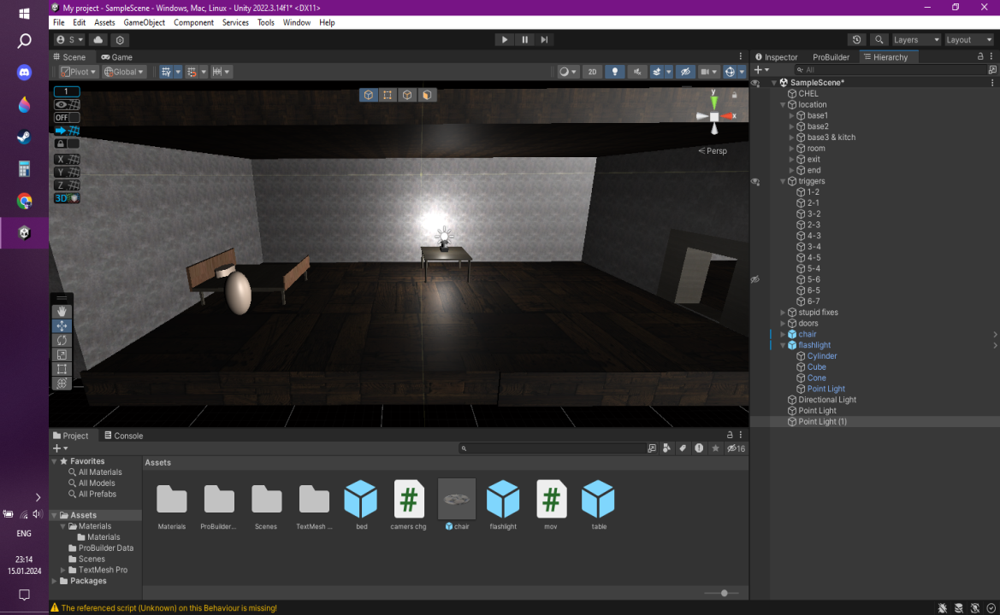 My project - SampleScene - Windows, Mac, Linux - Unity 2022.3.14f1* <DX11>
File Edit Assets GameObject Component Services Tools Window Help
S
Layers Layout
Scene Game
Inspector ProBuilder Hierarchy
Pivot Global
2D
All
1
OFF
X
Y
Z
3D
y
x
Persp
SampleScene*
CHEL
location
base1
base2
base3 & kitch
room
exit
end
triggers
1-2
2-1
3-2
2-3
4-3
3-4
4-5
5-4
5-6
6-5
6-7
stupid fixes
doors
chair
flashlight
Cylinder
Cube
Cone
Point Light
Directional Light
Point Light
Point Light (1)
Project Console
16
Favorites
All Materials
All Models
All Prefabs
Assets
Materials
Materials
ProBuilder Data
Scenes
TextMesh Pro
Packages
Assets
Materials ProBuilder... Scenes TextMesh ... bed camers chg chair flashlight mov table
ENG
23:14
15.01.2024
The referenced script (Unknown) on this Behaviour is missing!